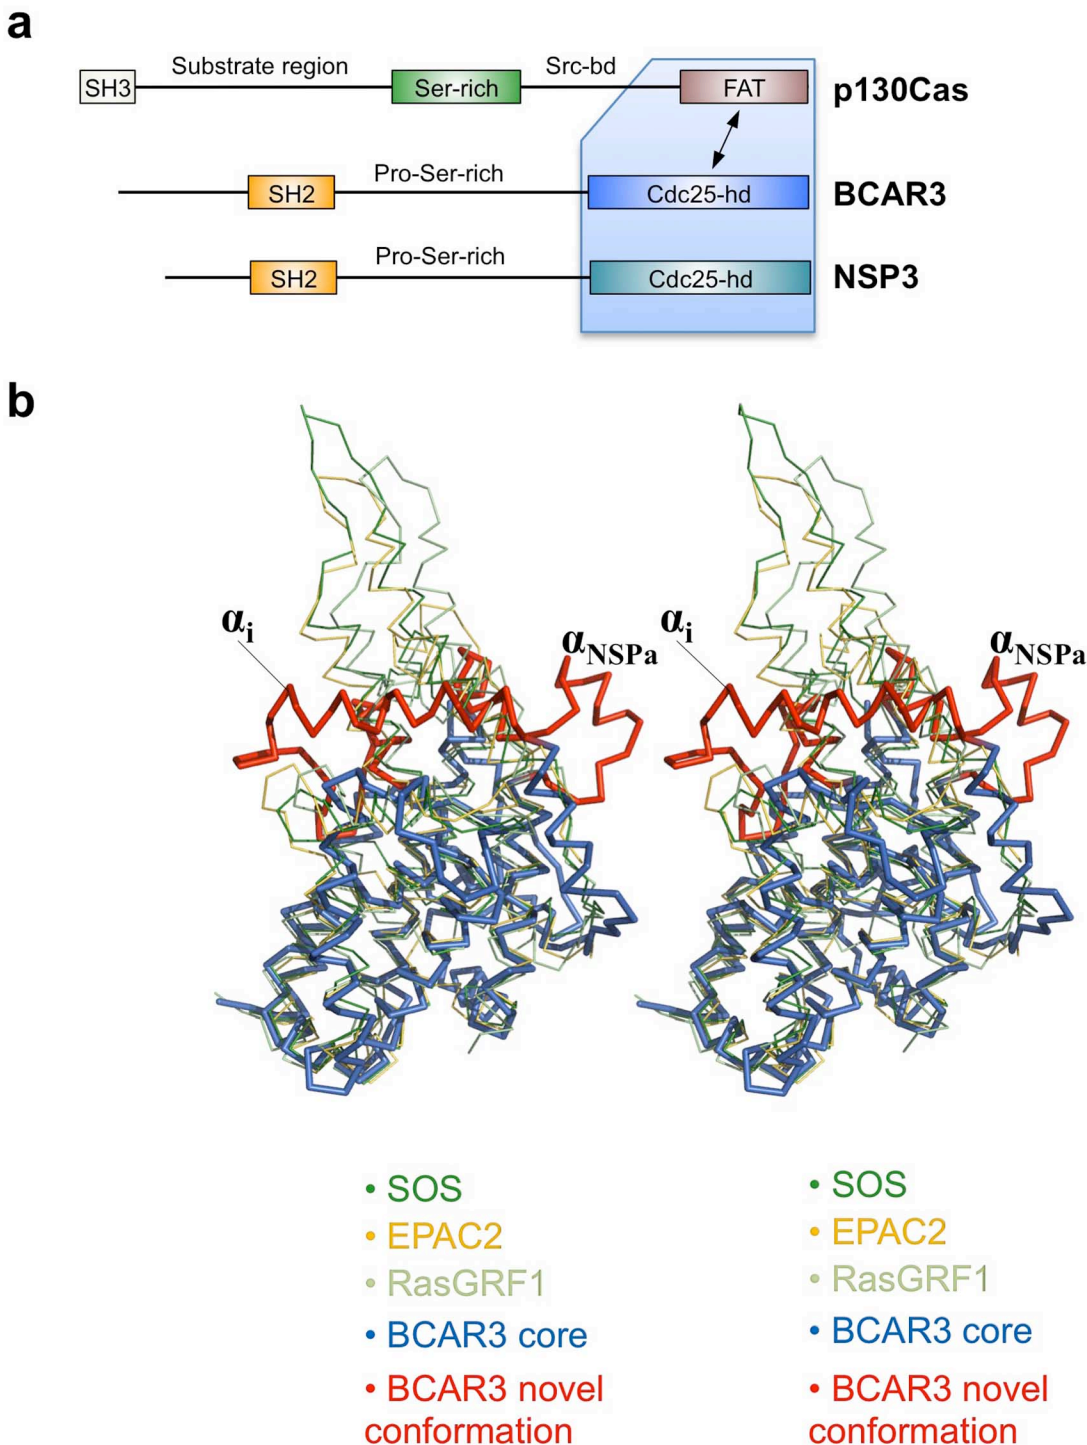 a
SH3 Substrate region Ser-rich Src-bd FAT p130Cas
SH2 Pro-Ser-rich Cdc25-hd BCAR3
SH2 Pro-Ser-rich Cdc25-hd NSP3
b
αi αNSPa αi αNSPa
• SOS
• EPAC2
• RasGRF1
• BCAR3 core
• BCAR3 novel
conformation
• SOS
• EPAC2
• RasGRF1
• BCAR3 core
• BCAR3 novel
conformation